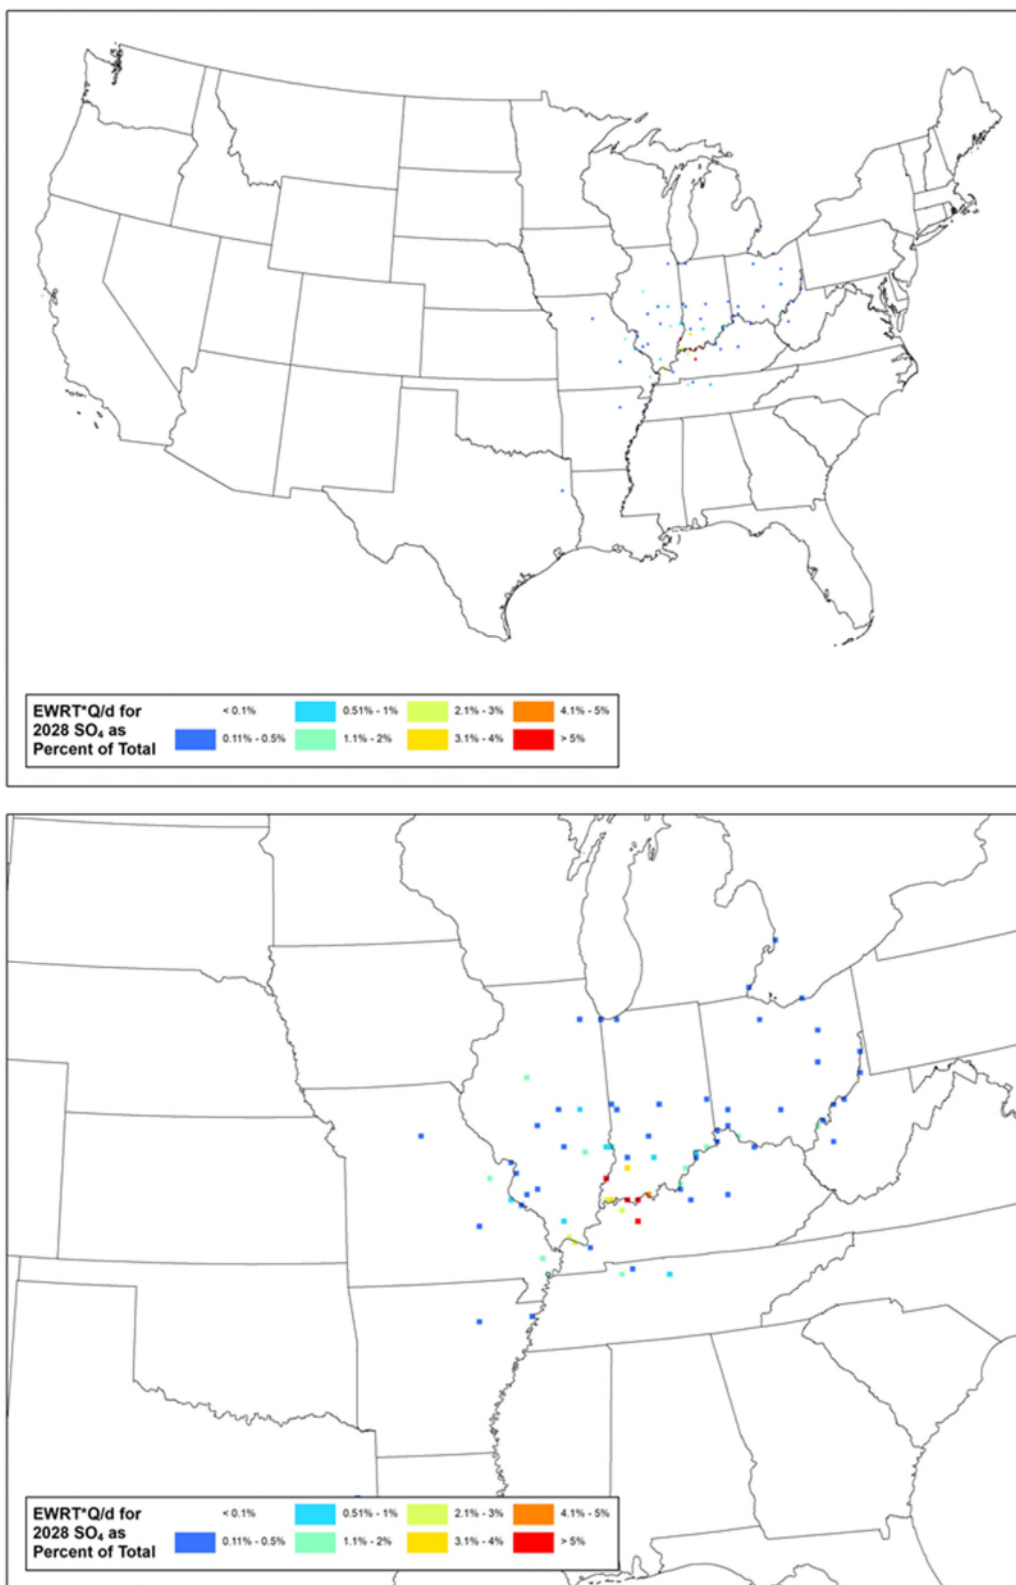 EWRT*Q/d for
2028 SO₄ as
Percent of Total
< 0.1% 0.51% - 1% 2.1% - 3% 4.1% - 5%
0.11% - 0.5% 1.1% - 2% 3.1% - 4% > 5%
EWRT*Q/d for
2028 SO₄ as
Percent of Total
< 0.1% 0.51% - 1% 2.1% - 3% 4.1% - 5%
0.11% - 0.5% 1.1% - 2% 3.1% - 4% > 5%